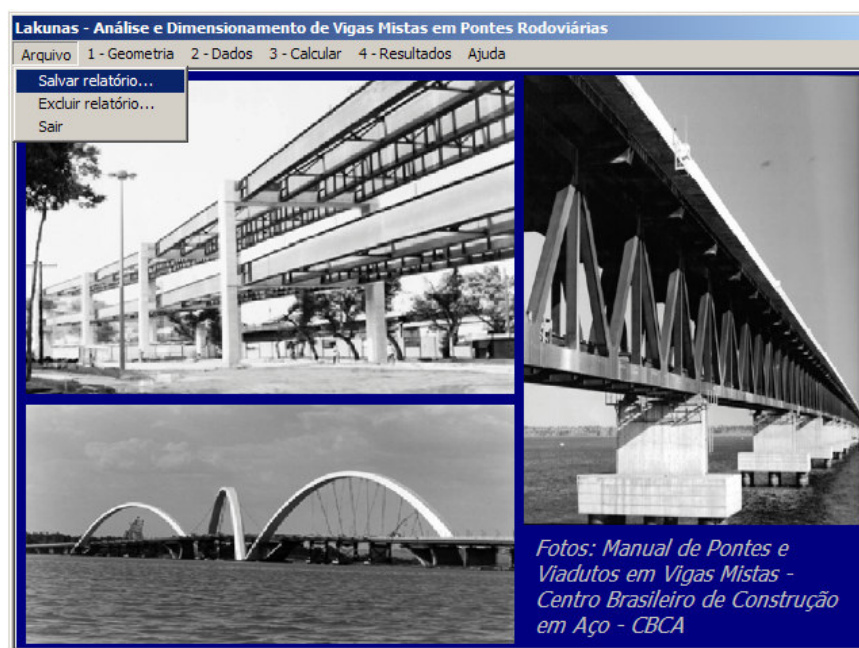 Lakunas - Análise e Dimensionamento de Vigas Mistas em Pontes Rodoviárias
Arquivo 1 - Geometria 2 - Dados 3 - Calcular 4 - Resultados Ajuda
Salvar relatório...
Excluir relatório...
Sair
Fotos: Manual de Pontes e
Viadutos em Vigas Mistas -
Centro Brasileiro de Construção
em Aço - CBCA